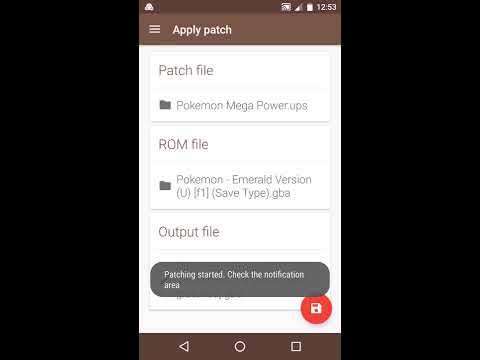 12:53
Apply patch
Patch file
Pokemon Mega Power.ups
ROM file
Pokemon - Emerald Version
(U) [f1] (Save Type).gba
Output file
Patching started. Check the notification
area